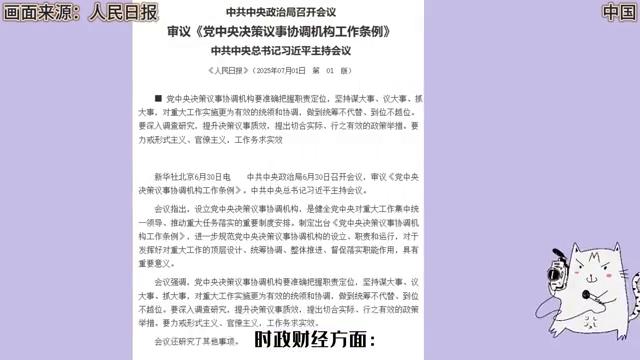 画面来源：人民日报
中国
中共中央政治局召开会议
审议《党中央决策议事协调机构工作条例》
中共中央总书记习近平主持会议
《人民日报》（2025年07月01日 第 01 版）
■ 党中央决策议事协调机构要准确把握职责定位，坚持谋大事、议大事、抓
大事，对重大工作实施更为有效的统领和协调，做到统筹不代替、到位不越位。
要深入调查研究，提升决策议事质效，提出切合实际、行之有效的政策举措。要
力戒形式主义、官僚主义，工作务求实效
新华社北京6月30日电 中共中央政治局6月30日召开会议，审议《党中央
决策议事协调机构工作条例》。中共中央总书记习近平主持会议。
会议指出，设立党中央决策议事协调机构，是健全党中央对重大工作集中统
一领导、推动重大任务落实的重要制度安排。制定出台《党中央决策议事协调机
构工作条例》，进一步规范党中央决策议事协调机构的设立、职责和运行，对于
发挥好对重大工作的顶层设计、统筹协调、整体推进、督促落实职能作用，具有
重要意义。
会议强调，党中央决策议事协调机构要准确把握职责定位，坚持谋大事、议
大事、抓大事，对重大工作实施更为有效的统领和协调，做到统筹不代替、到位
不越位。要深入调查研究，提升决策议事质效，提出切合实际、行之有效的政策
举措。要力戒形式主义、官僚主义，工作务求实效。
会议还研究了其他事项。
时政财经方面：